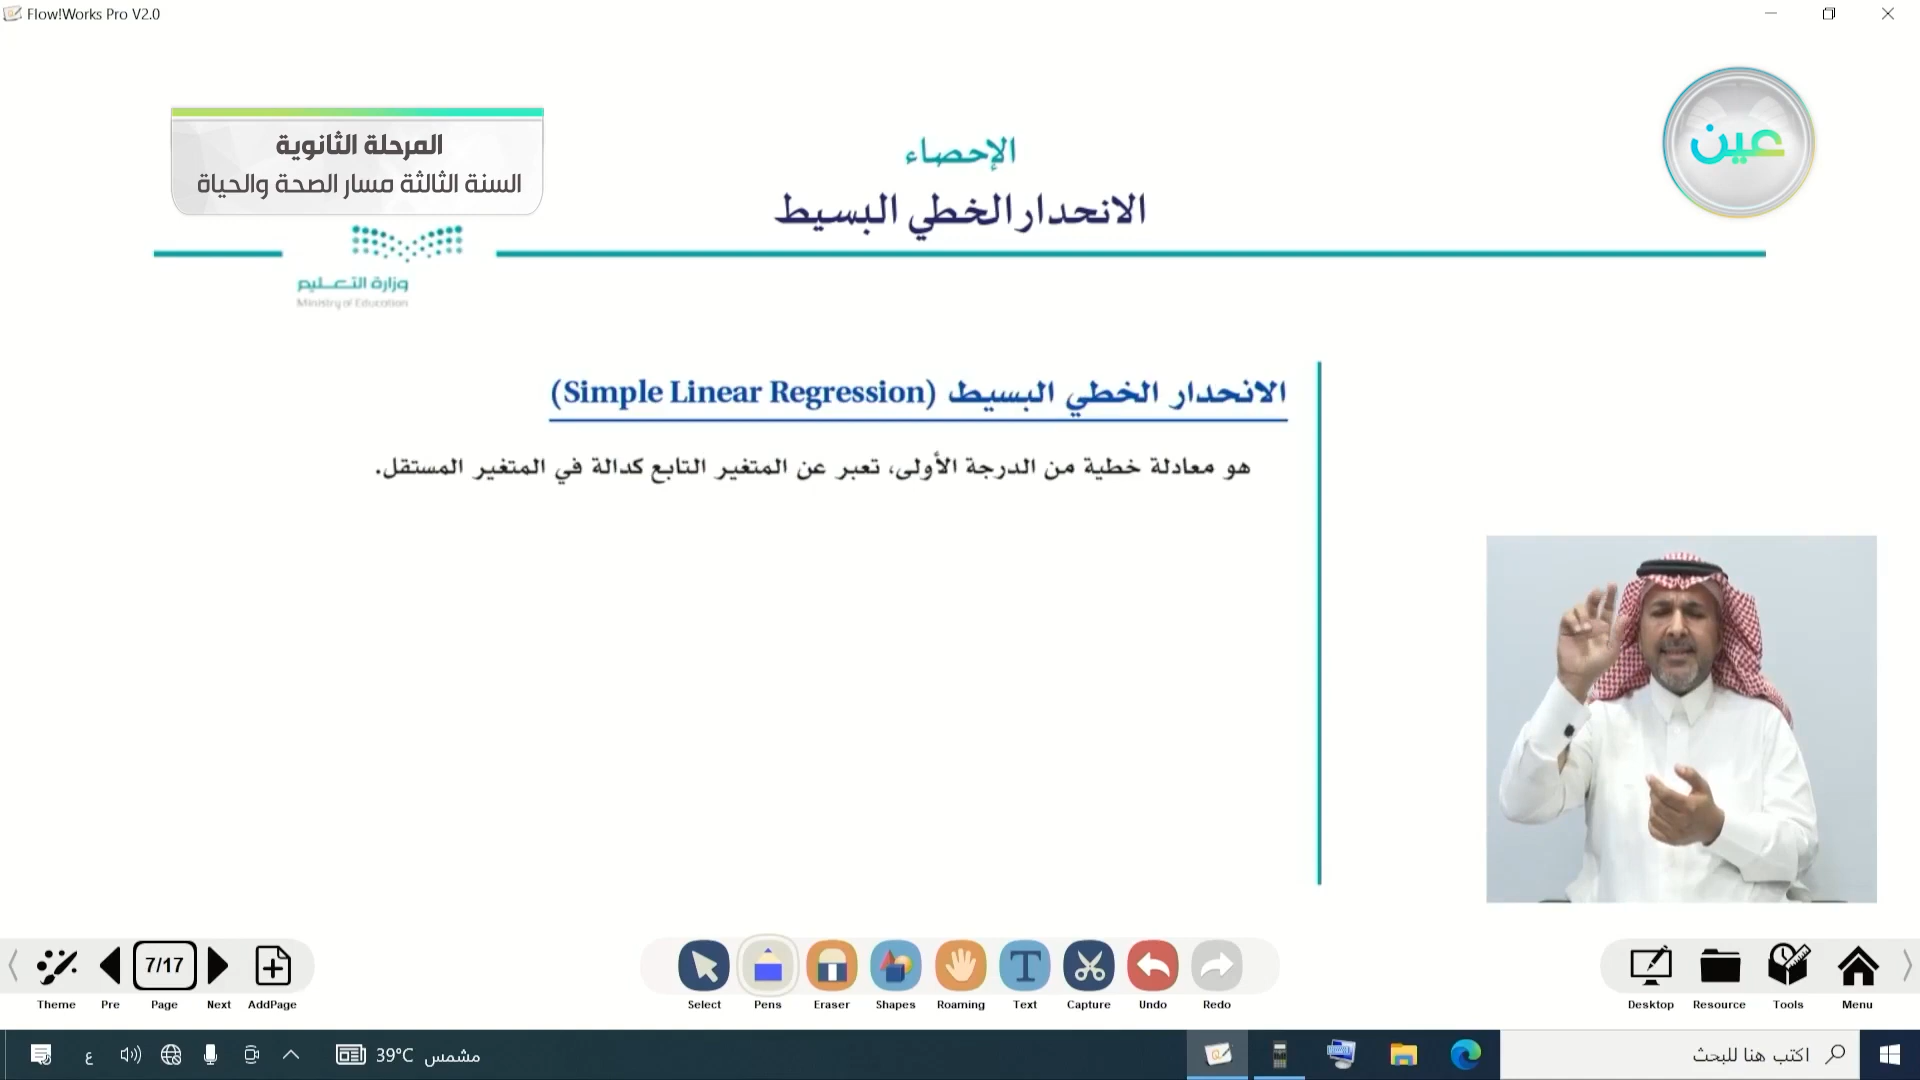 Flow!Works Pro V2.0
عين
المرحلة الثانوية
السنة الثالثة مسار الصحة والحياة
الإحصاء
الانحدار الخطي البسيط
وزارة التعليم
Ministry of Education
الانحدار الخطي البسيط (Simple Linear Regression)
هو معادلة خطية من الدرجة الأولى، تعبر عن المتغير التابع كدالة في المتغير المستقل.
7/17
Theme Pre Page Next AddPage
T
Select Pens Eraser Shapes Roaming Text Capture Undo Redo
Desktop Resource Tools Menu
ع
39°C مشمس
اكتب هنا للبحث